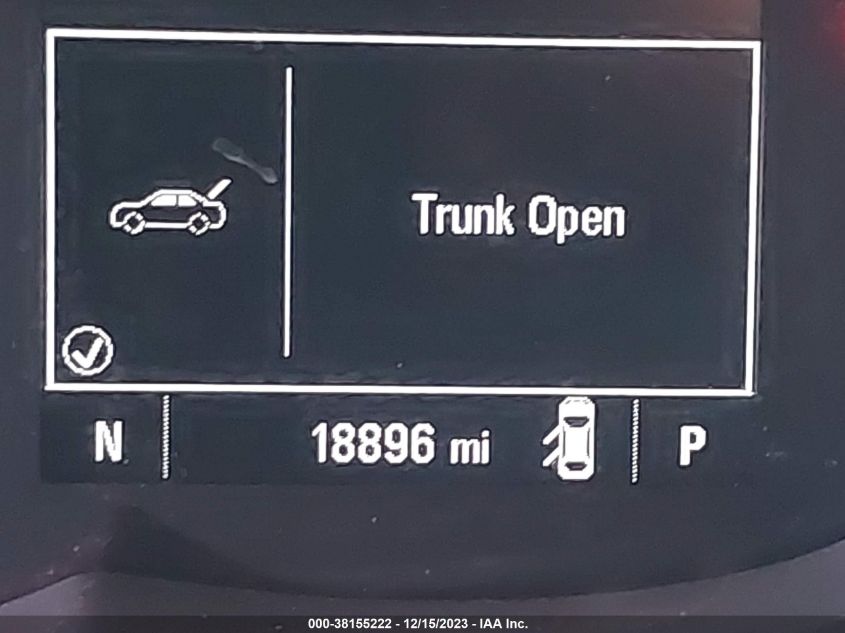 Trunk Open
N 18896 mi P
000-38155222 - 12/15/2023 - IAA Inc.